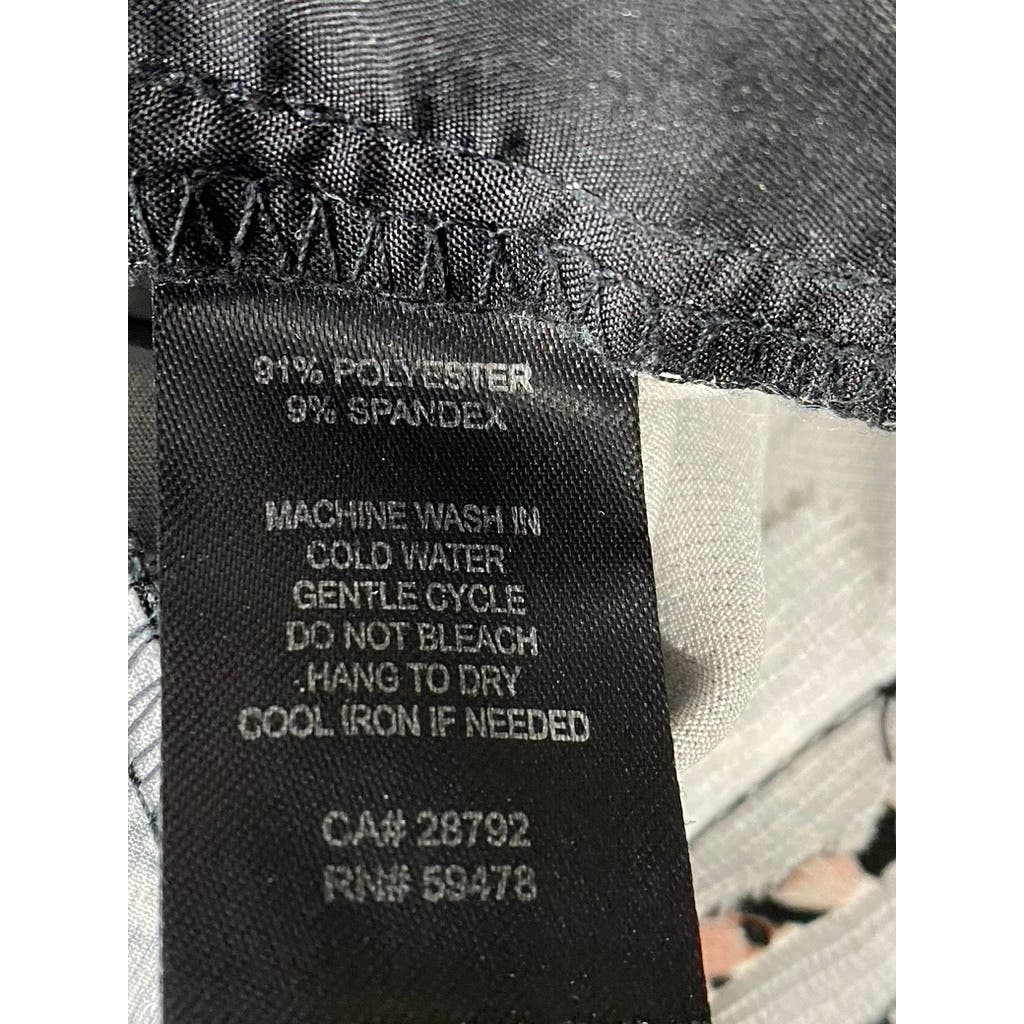 91% POLYESTER
9% SPANDEX
MACHINE WASH IN
COLD WATER
GENTLE CYCLE
DO NOT BLEACH
HANG TO DRY
COOL IRON IF NEEDED
CA# 28792
RN# 59478